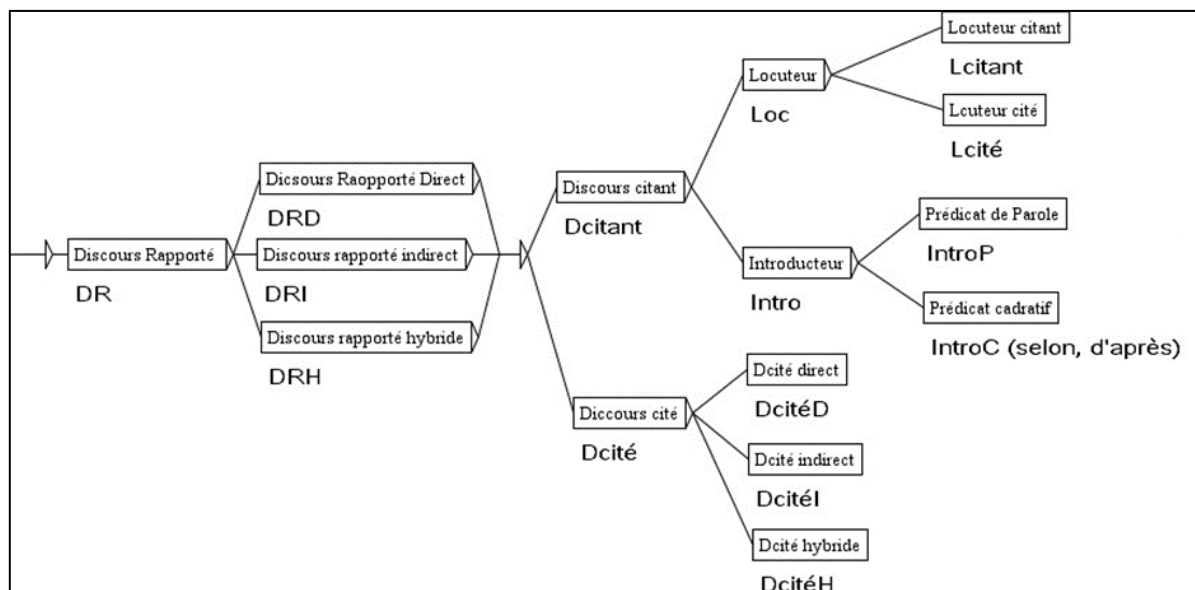 Locuteur citant
Lcitant
Locuteur
Loc
Lcuteur cité
Lcité
Dicsours Raopporté Direct
DRD
Discours citant
Dcitant
Prédicat de Parole
IntroP
Discours Rapporté
DR
Discours rapporté indirect
DRI
Introducteur
Intro
Prédicat cadratif
IntroC (selon, d'après)
Discours rapporté hybride
DRH
Dcité direct
DcitéD
Diccours cité
Dcité
Dcité indirect
DcitéI
Dcité hybride
DcitéH